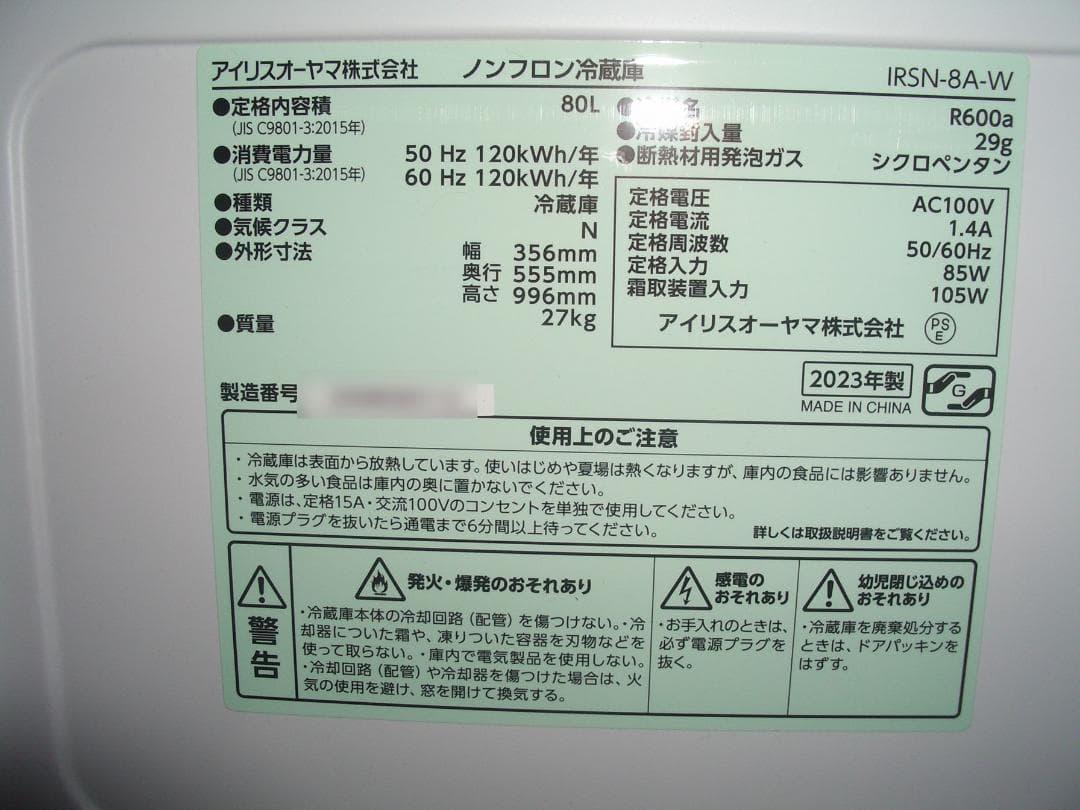 アイリスオーヤマ株式会社 ノンフロン冷蔵庫 IRSN-8A-W
●定格内容積 80L
(JIS C9801-3:2015年)
●消費電力量 50 Hz 120kWh/年
(JIS C9801-3:2015年) 60 Hz 120kWh/年
●種類 冷蔵庫
●気候クラス N
●外形寸法 幅 356mm
奥行 555mm
高さ 996mm
●質量 27kg
名 R600a
●冷媒封入量 29g
●断熱材用発泡ガス シクロペンタン
定格電圧 AC100V
定格電流 1.4A
定格周波数 50/60Hz
定格入力 85W
霜取装置入力 105W
アイリスオーヤマ株式会社 PSE
製造番号
2023年製
MADE IN CHINA
G
使用上のご注意
・冷蔵庫は表面から放熱しています。使いはじめや夏場は熱くなりますが、庫内の食品には影響ありません。
・水気の多い食品は庫内の奥に置かないでください。
・電源は、定格15A・交流100Vのコンセントを単独で使用してください。
・電源プラグを抜いたら通電まで6分間以上待ってください。 詳しくは取扱説明書をご覧ください。
警告
発火・爆発のおそれあり
・冷蔵庫本体の冷却回路（配管）を傷つけない。・冷
却器についた霜や、凍りついた容器を刃物などを
使って取らない。・庫内で電気製品を使用しない。
・冷却回路（配管）や冷却器を傷つけた場合は、火
気の使用を避け、窓を開けて換気する。
感電の
おそれあり
・お手入れのときは、
必ず電源プラグを
抜く。
幼児閉じ込めの
おそれあり
・冷蔵庫を廃棄処分する
ときは、ドアパッキンを
はずす。